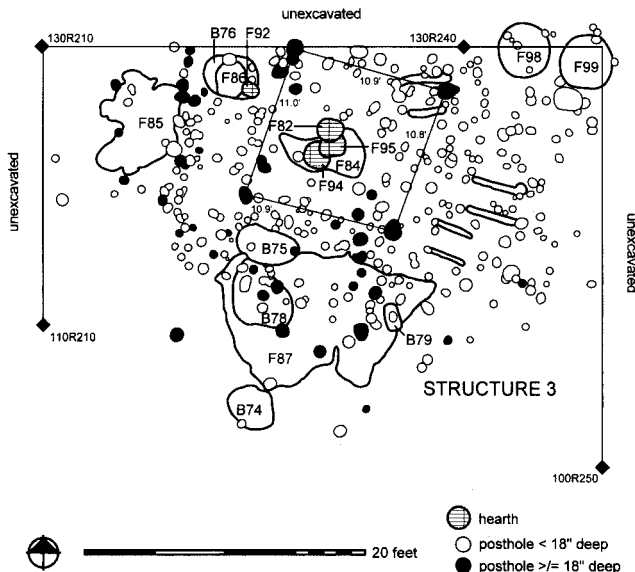 unexcavated
B76 F92
130R210
130R240
F98
F99
F86
10.9'
11.0'
F85
F82
10.8'
F95
F84
F94
unexcavated
unexcavated
10.9'
B75
B78
B79
110R210
F87
STRUCTURE 3
B74
100R250
hearth
20 feet
posthole < 18" deep
posthole >/= 18" deep